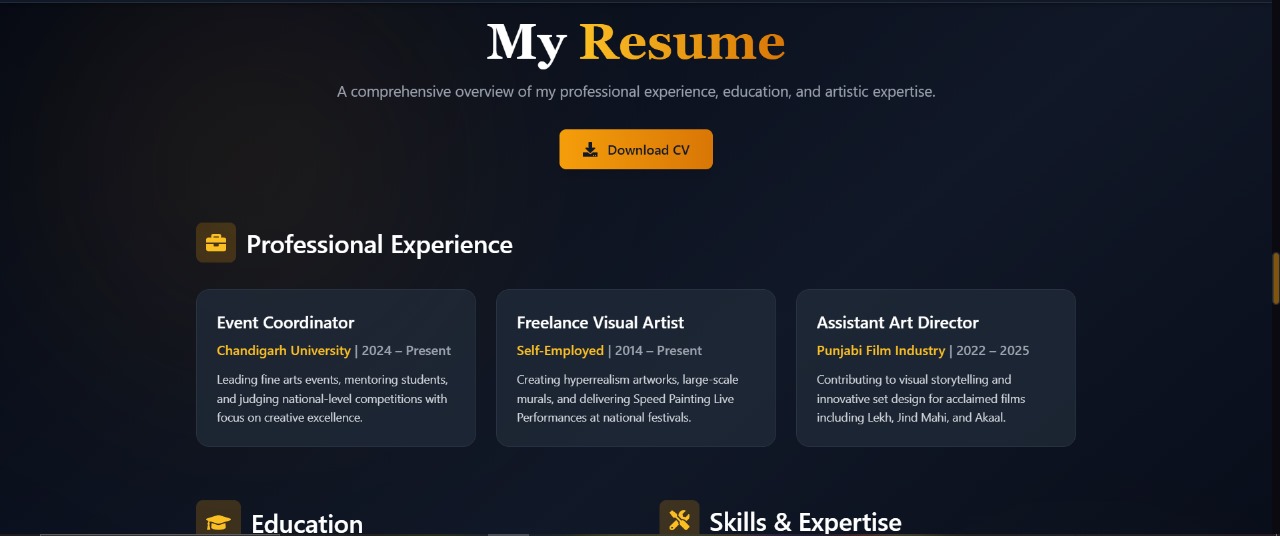 My Resume
A comprehensive overview of my professional experience, education, and artistic expertise.
Download CV
Professional Experience
Event Coordinator
Chandigarh University | 2024 – Present
Leading fine arts events, mentoring students,
and judging national-level competitions with
focus on creative excellence.
Freelance Visual Artist
Self-Employed | 2014 – Present
Creating hyperrealism artworks, large-scale
murals, and delivering Speed Painting Live
Performances at national festivals.
Assistant Art Director
Punjabi Film Industry | 2022 – 2025
Contributing to visual storytelling and
innovative set design for acclaimed films
including Lekh, Jind Mahi, and Akaal.
Education
Skills & Expertise